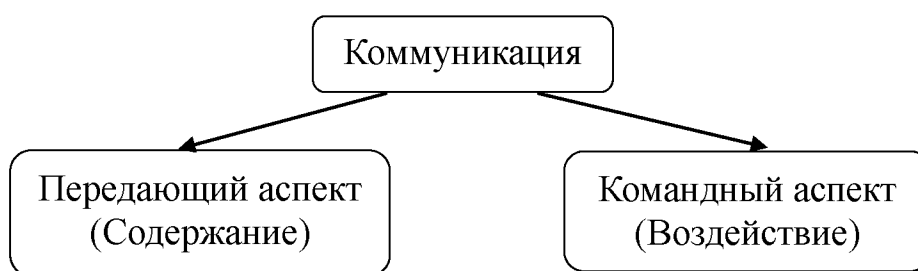 Коммуникация
Передающий аспект
(Содержание)
Командный аспект
(Воздействие)